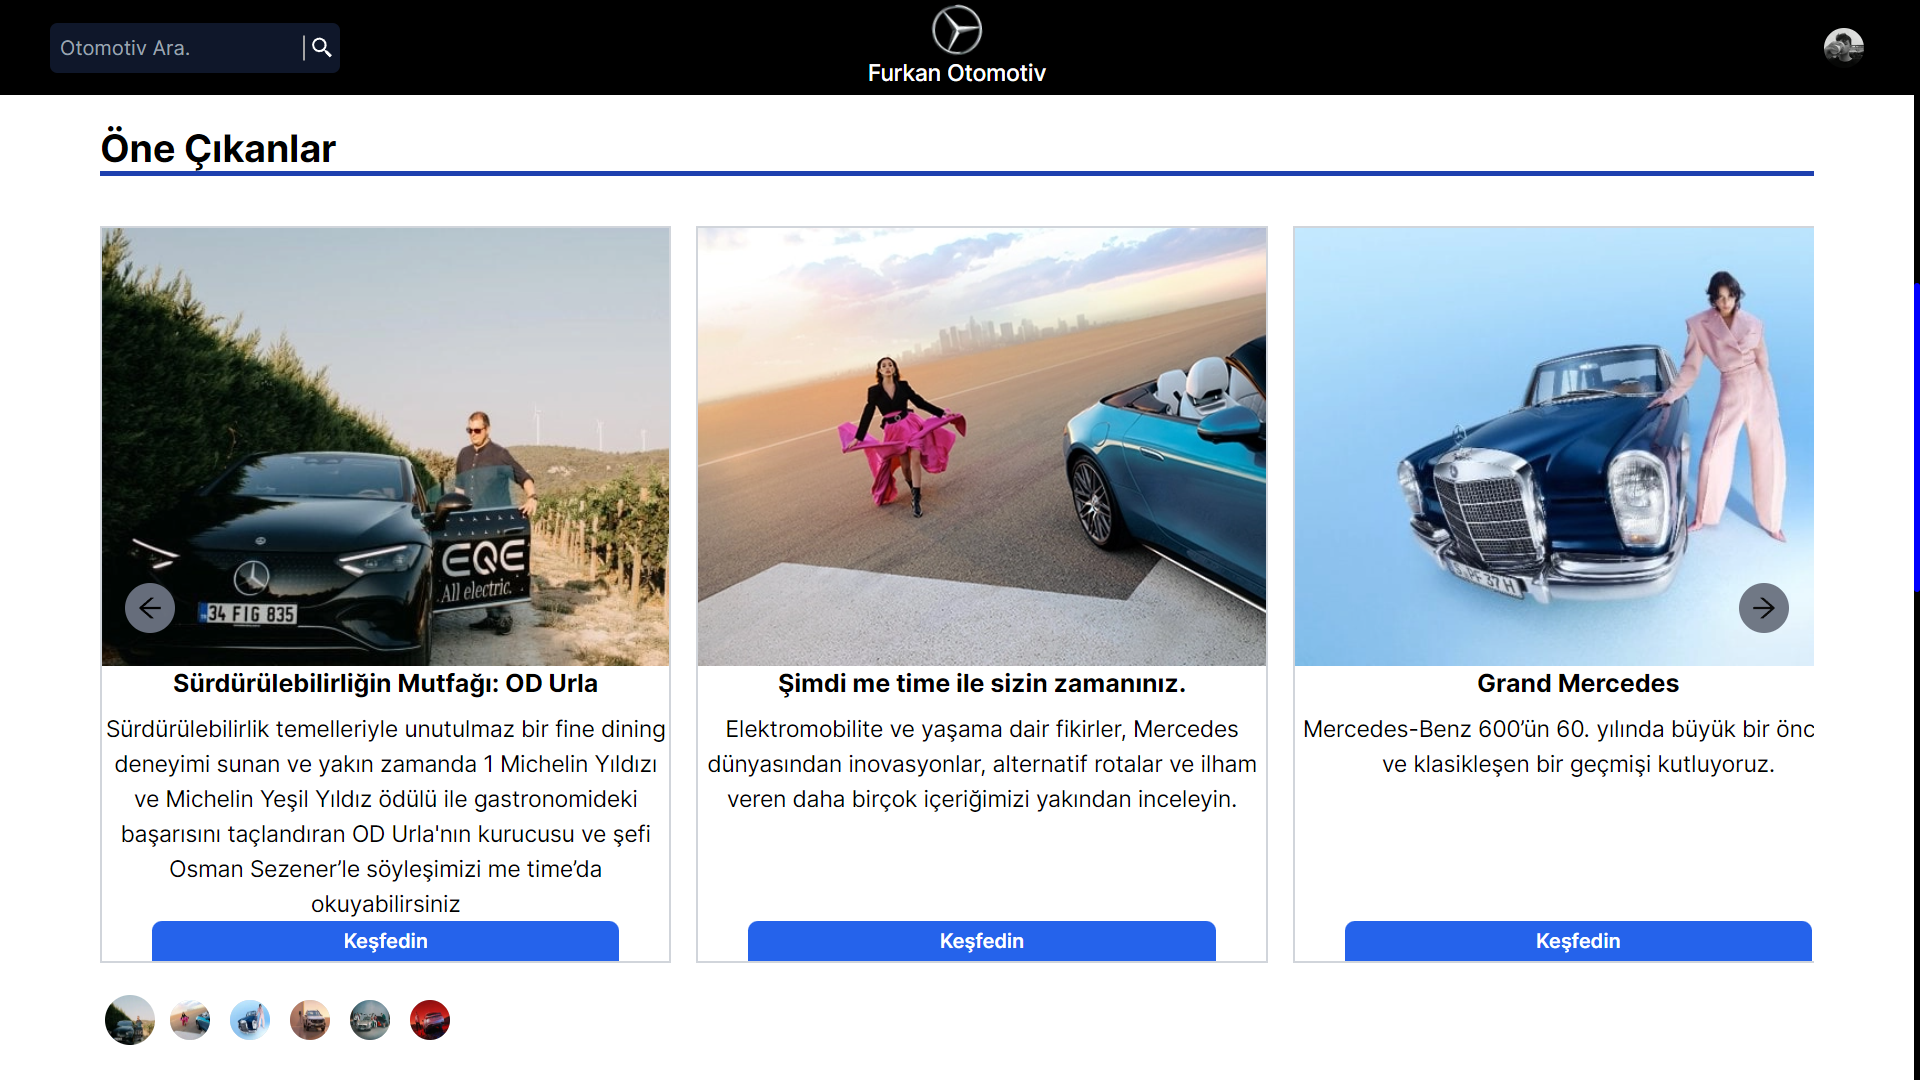 Otomotiv Ara.
Furkan Otomotiv
Öne Çıkanlar
EQE
All electric.
34 FIG 835
Sürdürülebilirliğin Mutfağı: OD Urla
Sürdürülebilirlik temelleriyle unutulmaz bir fine dining
deneyimi sunan ve yakın zamanda 1 Michelin Yıldızı
ve Michelin Yeşil Yıldız ödülü ile gastronomideki
başarısını taçlandıran OD Urla'nın kurucusu ve şefi
Osman Sezener’le söyleşimizi me time’da
okuyabilirsiniz
Keşfedin
Şimdi me time ile sizin zamanınız.
Elektromobilite ve yaşama dair fikirler, Mercedes
dünyasından inovasyonlar, alternatif rotalar ve ilham
veren daha birçok içeriğimizi yakından inceleyin.
Keşfedin
Grand Mercedes
Mercedes-Benz 600’ün 60. yılında büyük bir önc
ve klasikleşen bir geçmişi kutluyoruz.
Keşfedin